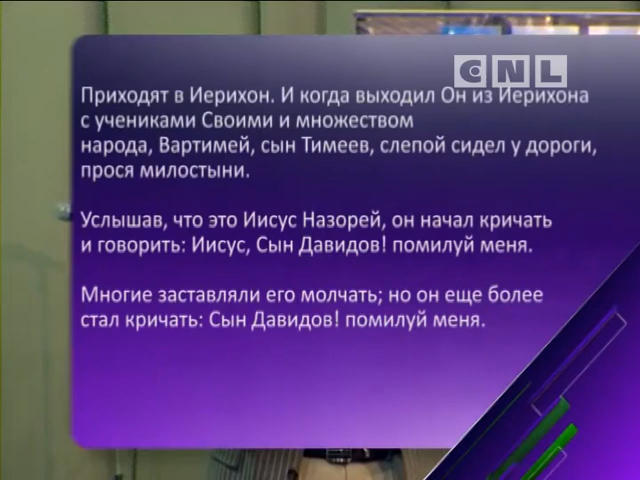 CNL
Приходят в Иерихон. И когда выходил Он из Иерихона
с учениками Своими и множеством
народа, Вартимей, сын Тимеев, слепой сидел у дороги,
прося милостыни.
Услышав, что это Иисус Назорей, он начал кричать
и говорить: Иисус, Сын Давидов! помилуй меня.
Многие заставляли его молчать; но он еще более
стал кричать: Сын Давидов! помилуй меня.